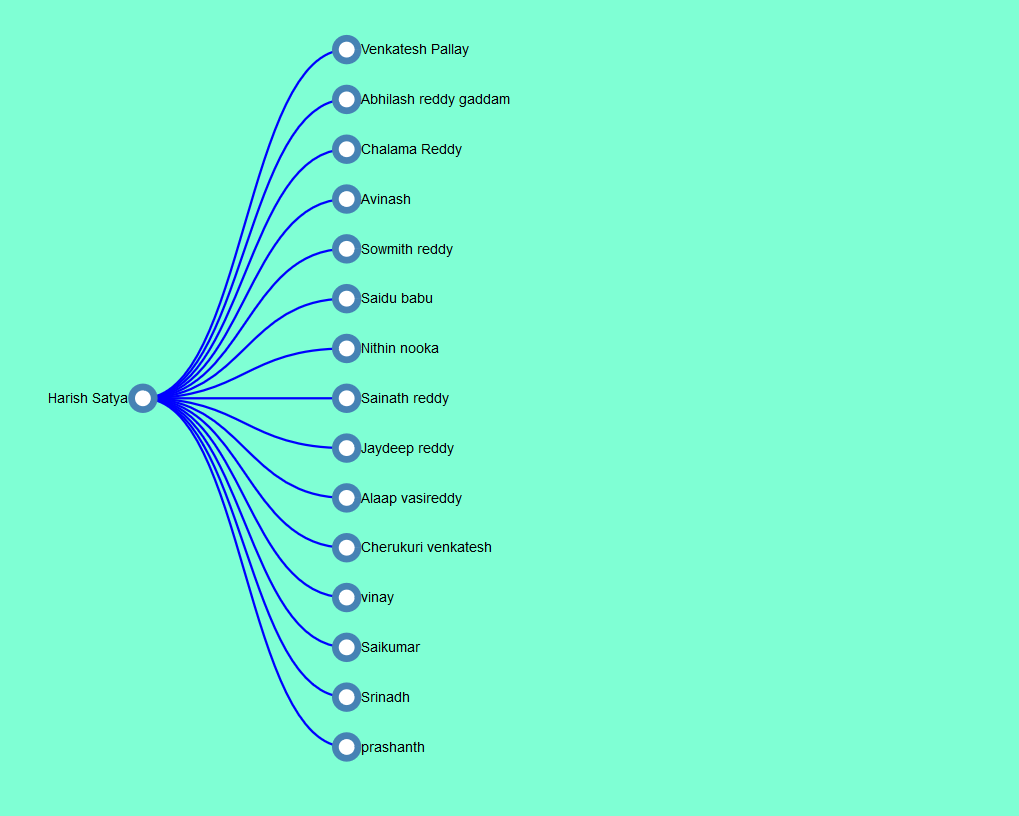 Venkatesh Pallay
Abhilash reddy gaddam
Chalama Reddy
Avinash
Sowmith reddy
Saidu babu
Nithin nooka
Harish Satya
Sainath reddy
Jaydeep reddy
Alaap vasireddy
Cherukuri venkatesh
vinay
Saikumar
Srinadh
prashanth